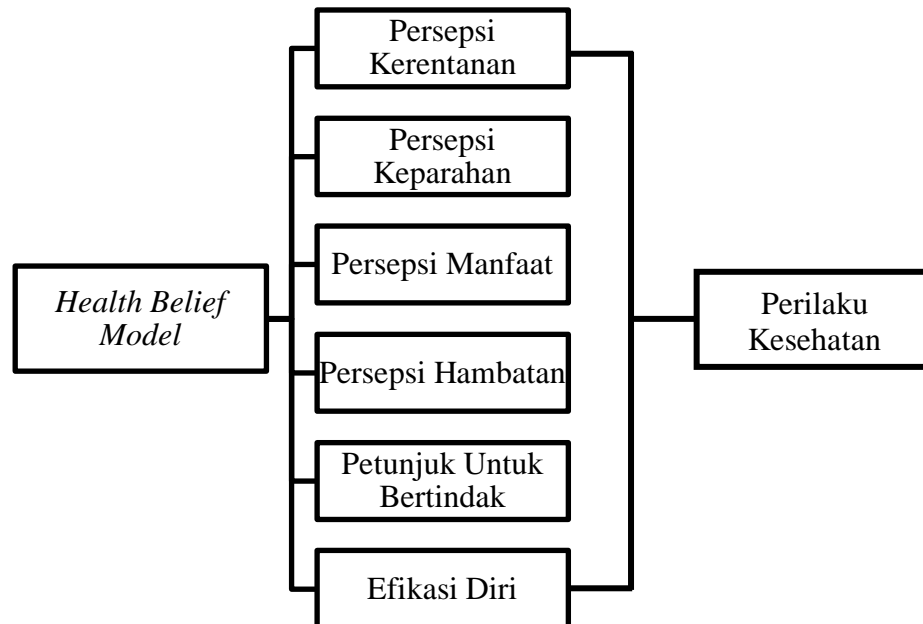 Persepsi
Kerentanan
Persepsi
Keparahan
Persepsi Manfaat
Health Belief
Model
Persepsi Hambatan
Petunjuk Untuk
Bertindak
Efikasi Diri
Perilaku
Kesehatan